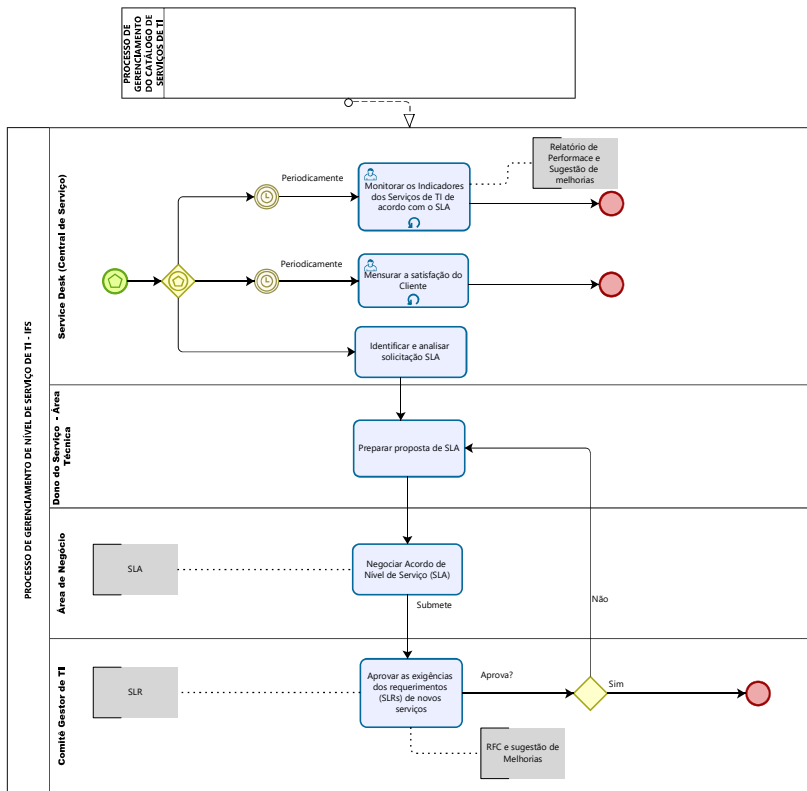 PROCESSO DE
GERENCIAMENTO
DO CATÁLOGO DE
SERVIÇOS DE TI
PROCESSO DE GERENCIAMENTO DE NÍVEL DE SERVIÇO DE TI - IFS
Service Desk (Central de Serviço)
Periodicamente
Monitorar os Indicadores
dos Serviços de TI de
acordo com o SLA
Relatório de
Performace e
Sugestão de
melhorias
Periodicamente
Mensurar a satisfação do
Cliente
Identificar e analisar
solicitação SLA
Dono do Serviço - Área
Técnica
Preparar proposta de SLA
Área de Negócio
SLA
Negociar Acordo de
Nível de Serviço (SLA)
Submete
Não
Comitê Gestor de TI
SLR
Aprovar as exigências
dos requerimentos
(SLRs) de novos
serviços
Aprova?
Sim
RFC e sugestão de
Melhorias